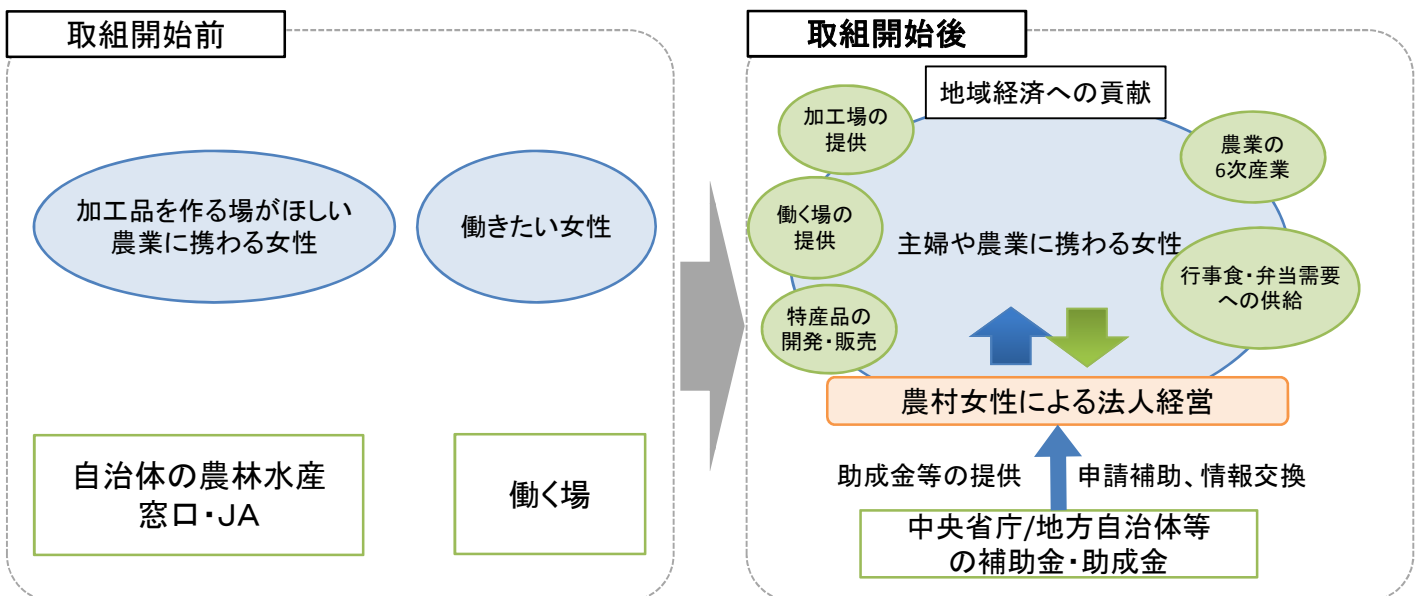 取組開始前
加工品を作る場がほしい
農業に携わる女性
働きたい女性
自治体の農林水産
窓口・JA
働く場
取組開始後
地域経済への貢献
加工場の
提供
農業の
6次産業
働く場の
提供
主婦や農業に携わる女性
行事食・弁当需要
への供給
特産品の
開発・販売
農村女性による法人経営
助成金等の提供
申請補助、情報交換
中央省庁/地方自治体等
の補助金・助成金